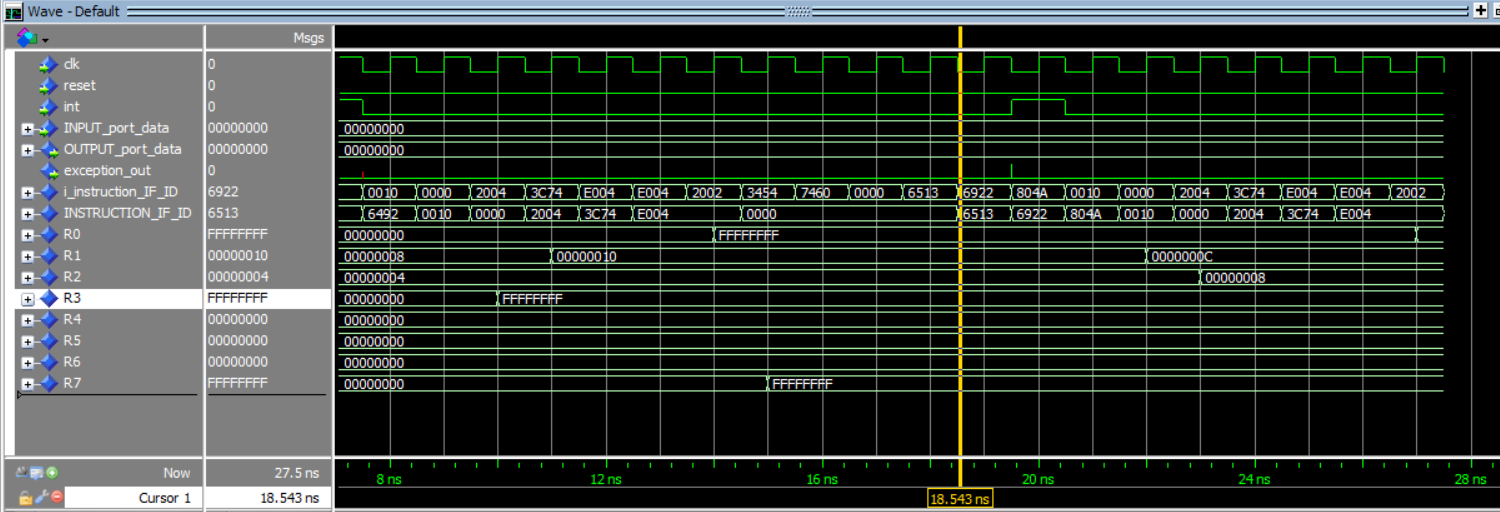 Wave - Default
Msgs
clk 0
reset 0
int 0
INPUT_port_data 00000000 00000000
OUTPUT_port_data 00000000 00000000
exception_out 0
i_instruction_IF_ID 6922 0010 0000 2004 3C74 E004 E004 2002 3454 7460 0000 6513 6922 804A 0010 0000 2004 3C74 E004 E004 2002
INSTRUCTION_IF_ID 6513 6492 0010 0000 2004 3C74 E004 0000 6513 6922 804A 0010 0000 2004 3C74 E004
R0 FFFFFFFF 00000000 FFFFFFFF
R1 00000010 00000008 00000010 0000000C
R2 00000004 00000004 00000008
R3 FFFFFFFF 00000000 FFFFFFFF
R4 00000000 00000000
R5 00000000 00000000
R6 00000000 00000000
R7 FFFFFFFF 00000000 FFFFFFFF
Now 27.5 ns 8 ns 12 ns 16 ns 20 ns 24 ns 28 ns
Cursor 1 18.543 ns 18.543 ns